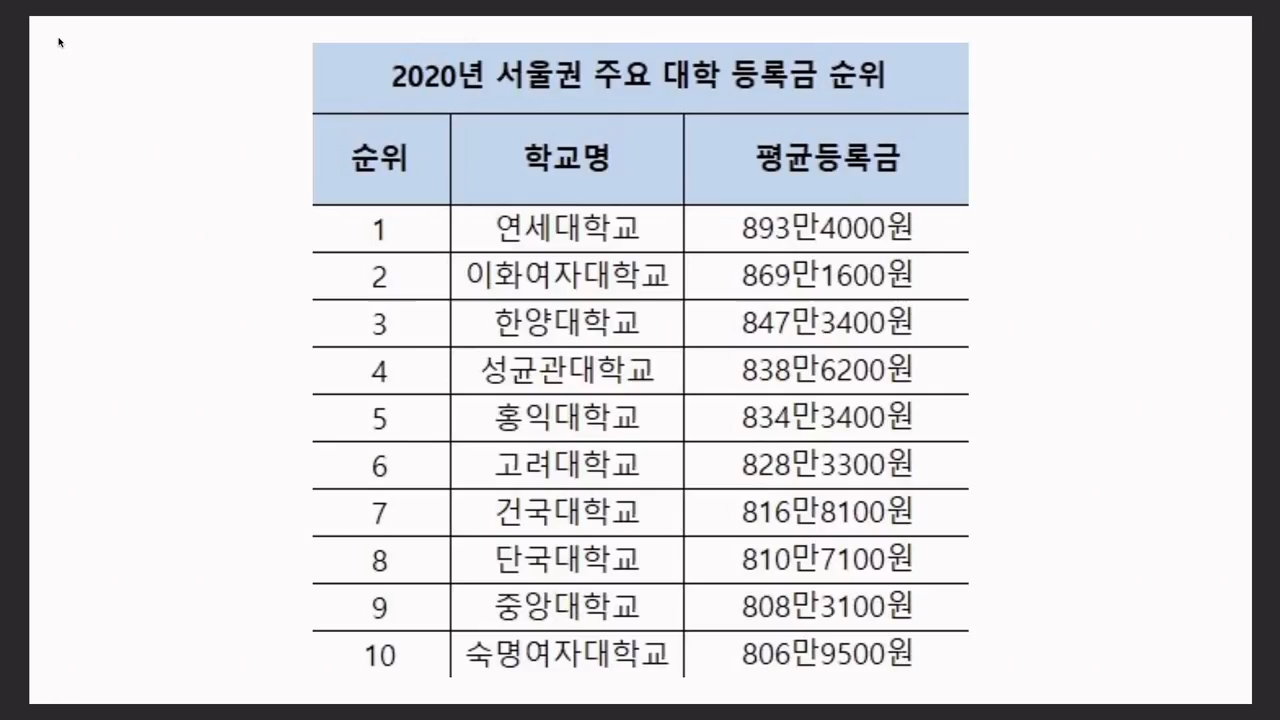 2020년 서울권 주요 대학 등록금 순위
순위 학교명 평균등록금
1 연세대학교 893만4000원
2 이화여자대학교 869만1600원
3 한양대학교 847만3400원
4 성균관대학교 838만6200원
5 홍익대학교 834만3400원
6 고려대학교 828만3300원
7 건국대학교 816만8100원
8 단국대학교 810만7100원
9 중앙대학교 808만3100원
10 숙명여자대학교 806만9500원